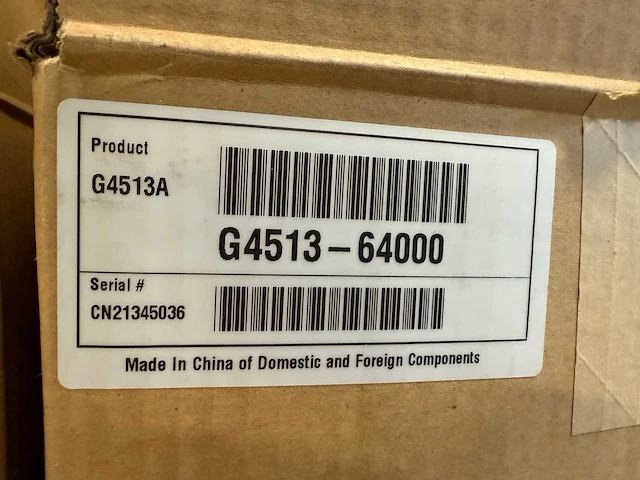 Product
G4513A
G4513-64000
Serial #
CN21345036
Made In China of Domestic and Foreign Components